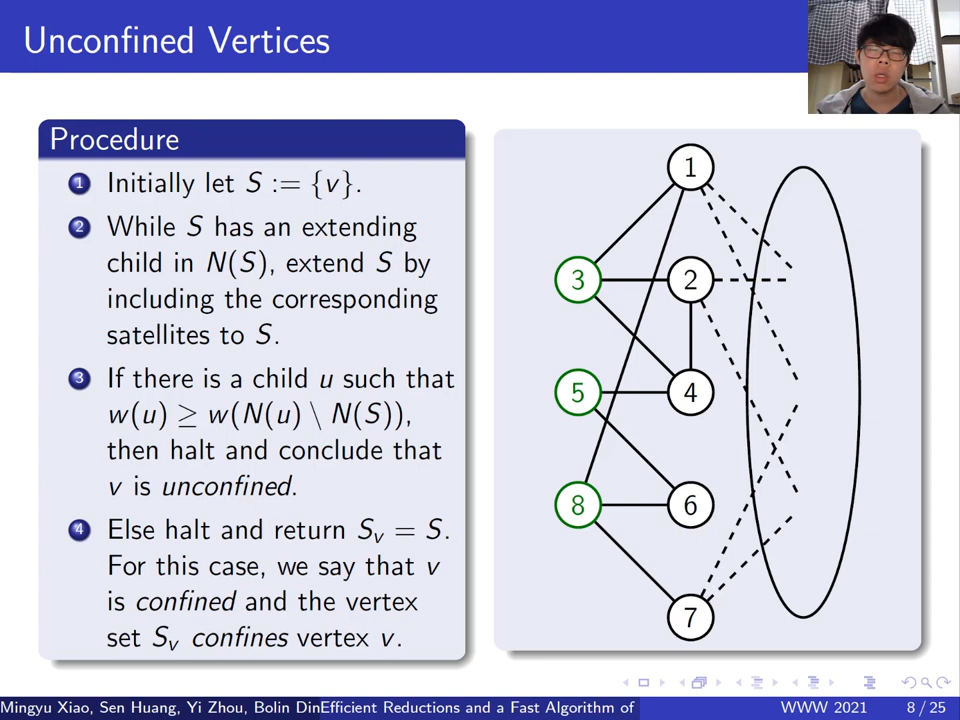 Unconfined Vertices
Procedure
1 Initially let S := {v}.
2 While S has an extending
child in N(S), extend S by
including the corresponding
satellites to S.
3 If there is a child u such that
w(u) ≥ w(N(u) \ N(S)),
then halt and conclude that
v is unconfined.
4 Else halt and return Sᵥ = S.
For this case, we say that v
is confined and the vertex
set Sᵥ confines vertex v.
1
3 2
5 4
8 6
7
Mingyu Xiao, Sen Huang, Yi Zhou, Bolin Din Efficient Reductions and a Fast Algorithm of WWW 2021 8 / 25